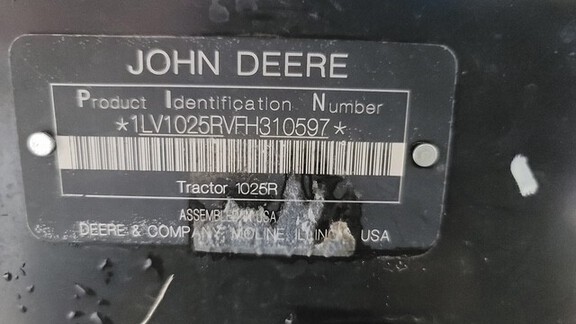 JOHN DEERE
Product Identification Number
*1LV1025RVFH310597*
Tractor 1025R
ASSEMBLED IN USA
DEERE & COMPANY MOLINE, ILLINOIS, USA